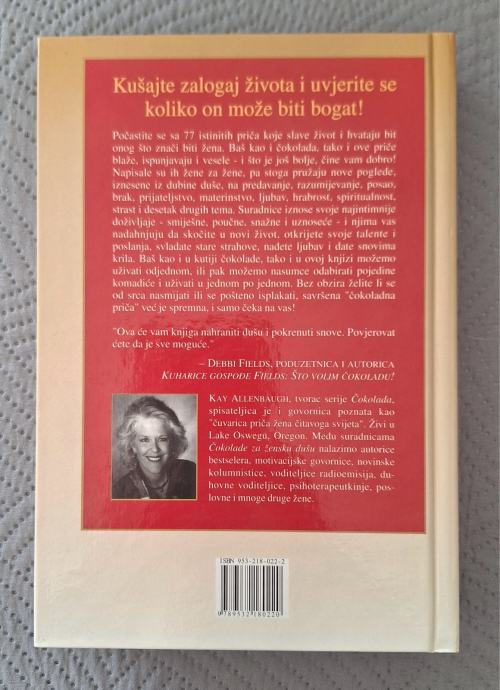 Kušajte zalogaj života i uvjerite se
koliko on može biti bogat!
Počastite se sa 77 istinitih priča koje slave život i hvataju bit
onog što znači biti žena. Baš kao i čokolada, tako i ove priče
blaže, ispunjavaju i vesele - i što je još bolje, čine vam dobro!
Napisale su ih žene za žene, pa stoga pružaju nove poglede,
iznesene iz dubine duše, na predavanje, razumijevanje, posao,
brak, prijateljstvo, materinstvo, ljubav, hrabrost, spiritualnost,
strast i desetak drugih tema. Suradnice iznose svoje najintimnije
doživljaje - smiješne, poučne, snažne i uznoseće - i njima vas
nadahnjuju da skočite u novi život, otkrijete svoje talente i
poslanja, svladate stare strahove, nađete ljubav i date snovima
krila. Baš kao i u kutiji čokolade, tako i u ovoj knjizi možemo
uživati odjednom, ili pak možemo nasumce odabirati pojedine
komadiće i uživati u jednom po jednom. Bez obzira želite li se
od srca nasmijati ili se pošteno isplakati, savršena "čokoladna
priča" već je spremna, i samo čeka na vas!
"Ova će vam knjiga nahraniti dušu i pokrenuti snove. Povjerovat
ćete da je sve moguće."
– DEBBI FIELDS, PODUZETNICA I AUTORICA
KUHARICE GOSPOĐE FIELDS: ŠTO VOLIM ČOKOLADU!
KAY ALLENBAUGH, tvorac serije Čokolada,
spisateljica je i govornica poznata kao
"čuvarica priča žena čitavoga svijeta". Živi u
Lake Oswegu, Oregon. Među suradnicama
Čokolade za žensku dušu nalazimo autorice
bestselera, motivacijske govornice, novinske
kolumnistice, voditeljice radioemisija, du-
hovne voditeljice, psihoterapeutkinje, pos-
lovne i mnoge druge žene.
ISBN 953-218-022-2
9789532180220